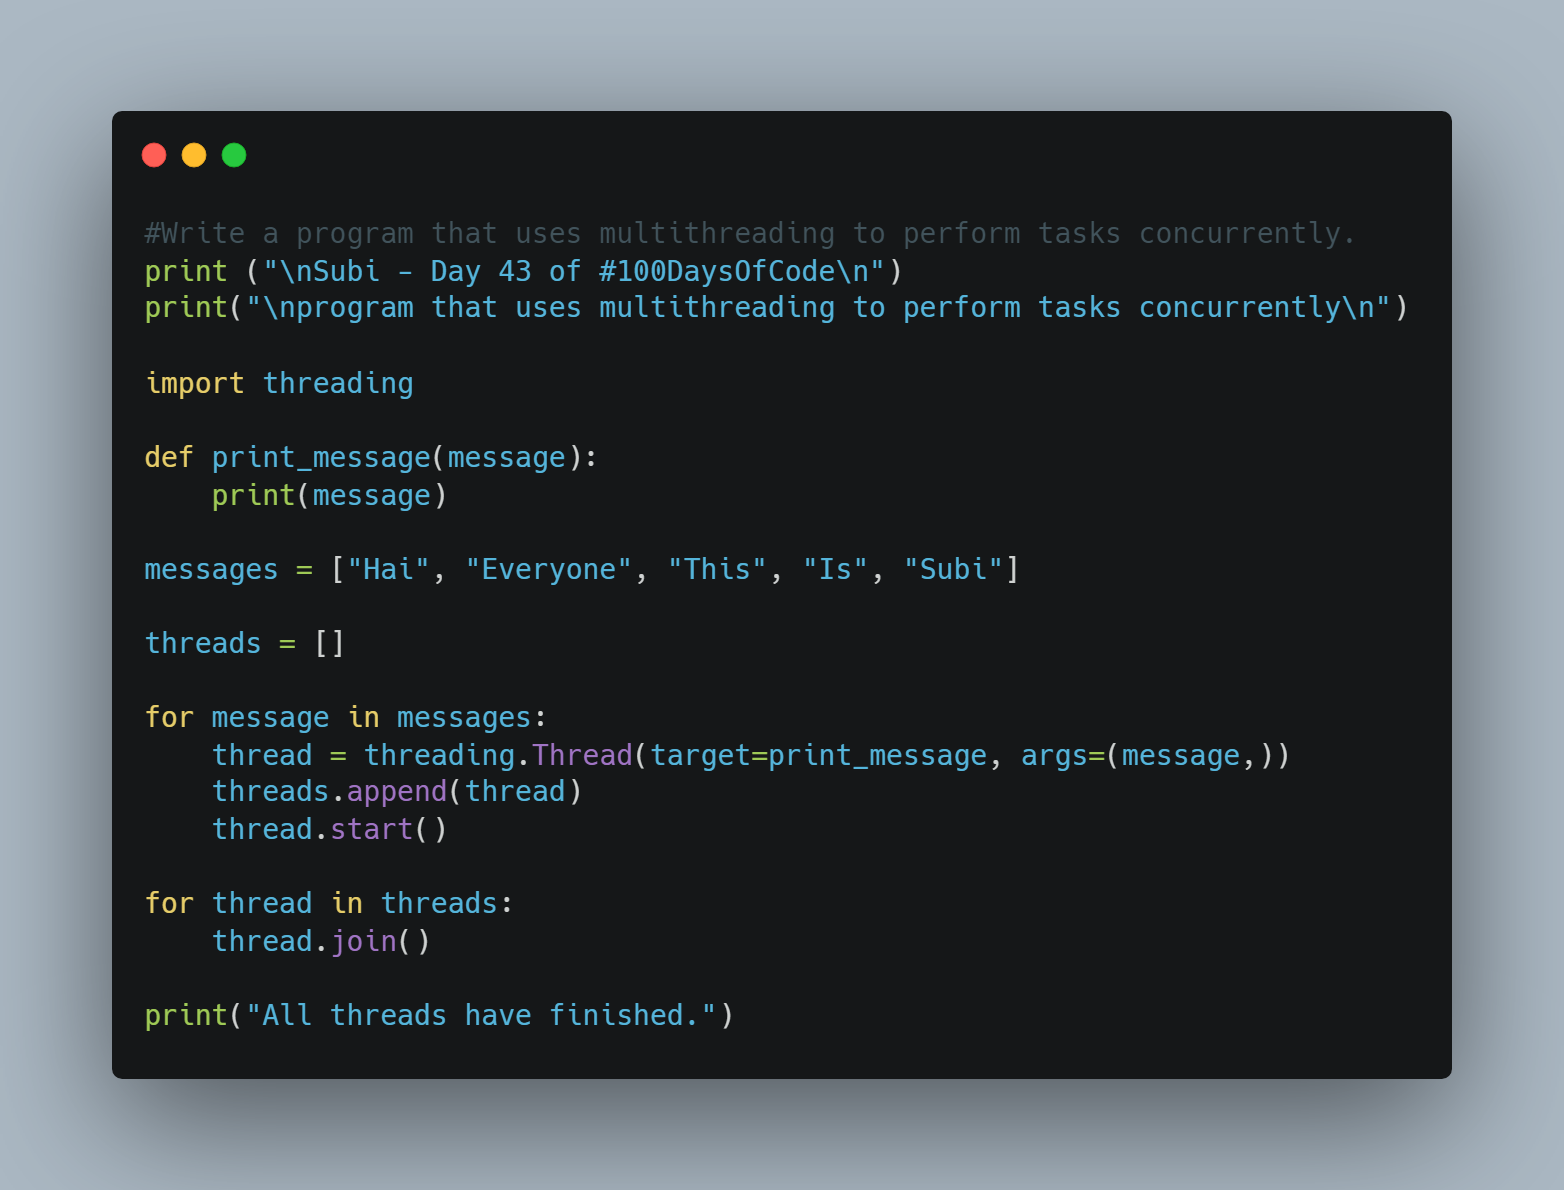 #Write a program that uses multithreading to perform tasks concurrently.
print ("\nSubi - Day 43 of #100DaysOfCode\n")
print("\nprogram that uses multithreading to perform tasks concurrently\n")
import threading
def print_message(message):
    print(message)
messages = ["Hai", "Everyone", "This", "Is", "Subi"]
threads = []
for message in messages:
    thread = threading.Thread(target=print_message, args=(message,))
    threads.append(thread)
    thread.start()
for thread in threads:
    thread.join()
print("All threads have finished.")